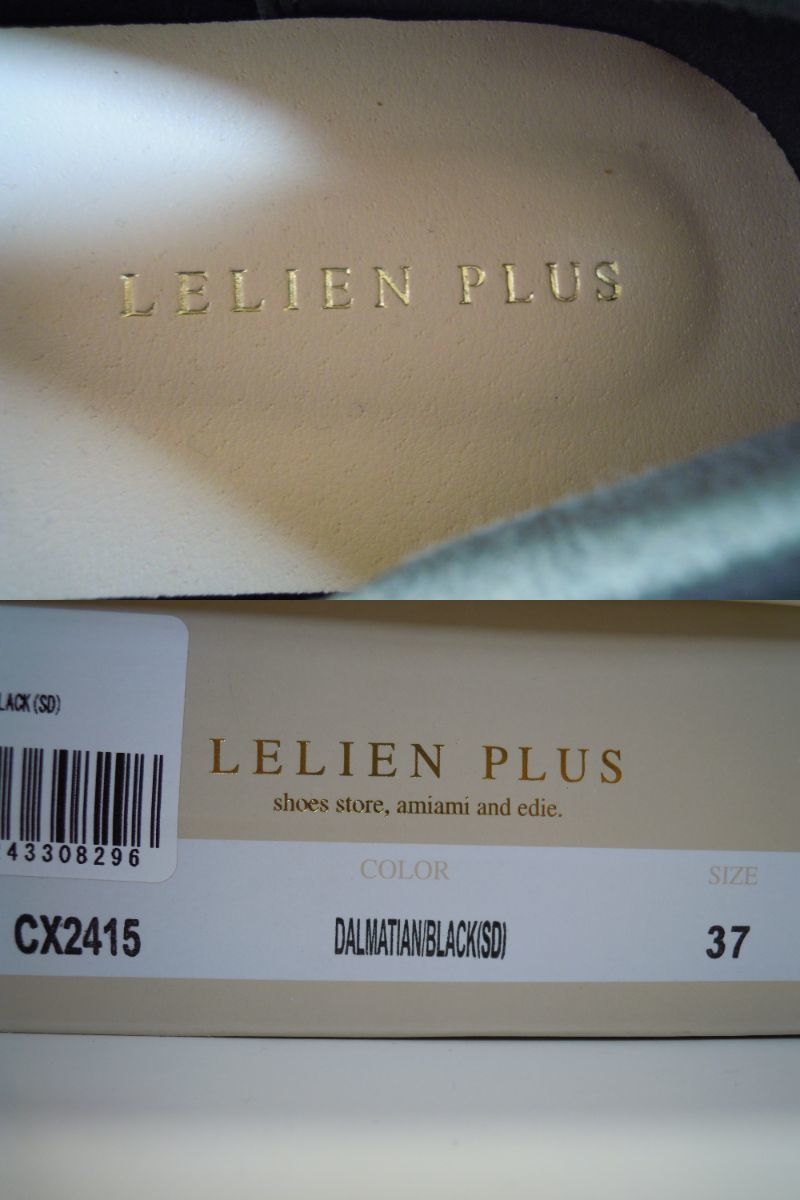 LELIEN PLUS
LACK(SD)
43308296
LELIEN PLUS
shoes store, amiami and edie.
COLOR
SIZE
CX2415
DALMATIAN/BLACK(SD)
37